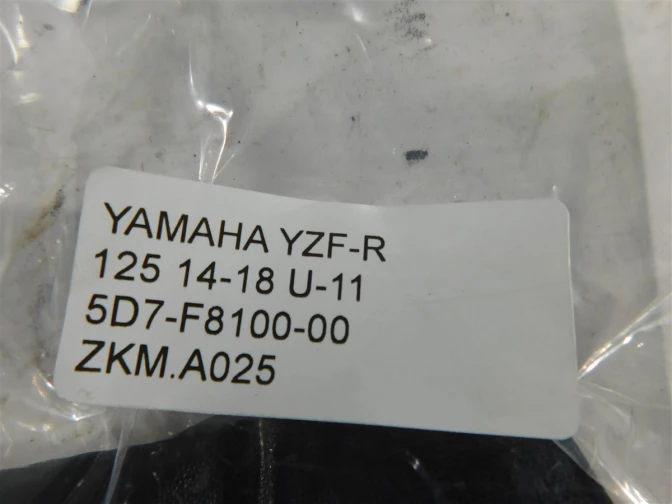 YAMAHA YZF-R
125 14-18 U-11
5D7-F8100-00
ZKM.A025